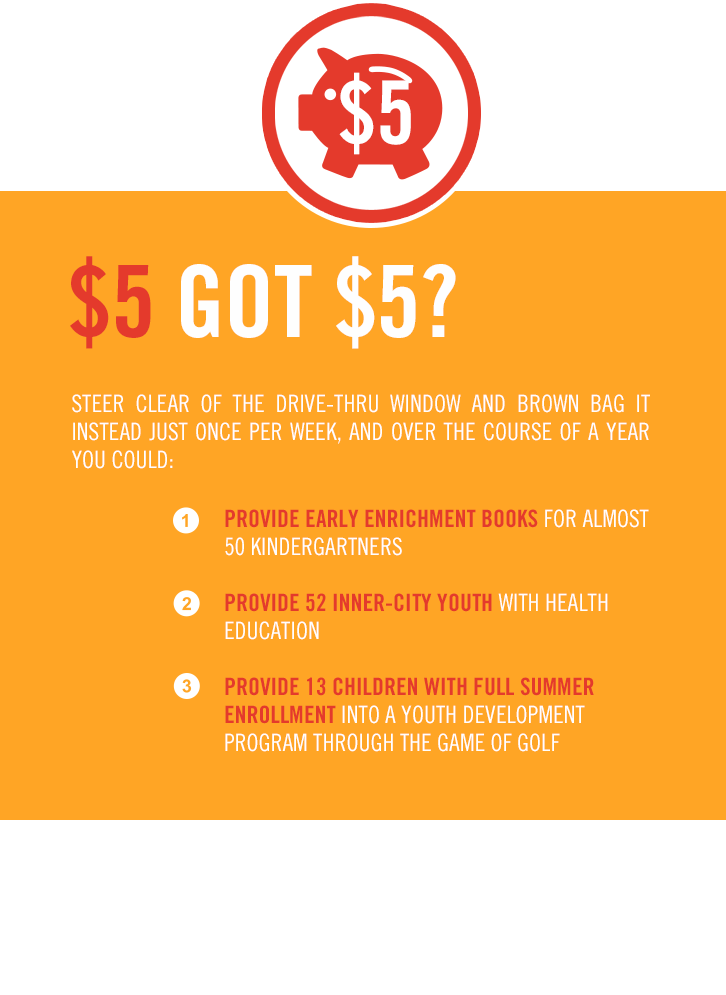 $5
$5 GOT $5?
STEER CLEAR OF THE DRIVE-THRU WINDOW AND BROWN BAG IT
INSTEAD JUST ONCE PER WEEK, AND OVER THE COURSE OF A YEAR
YOU COULD:
1 PROVIDE EARLY ENRICHMENT BOOKS FOR ALMOST
50 KINDERGARTNERS
2 PROVIDE 52 INNER-CITY YOUTH WITH HEALTH
EDUCATION
3 PROVIDE 13 CHILDREN WITH FULL SUMMER
ENROLLMENT INTO A YOUTH DEVELOPMENT
PROGRAM THROUGH THE GAME OF GOLF